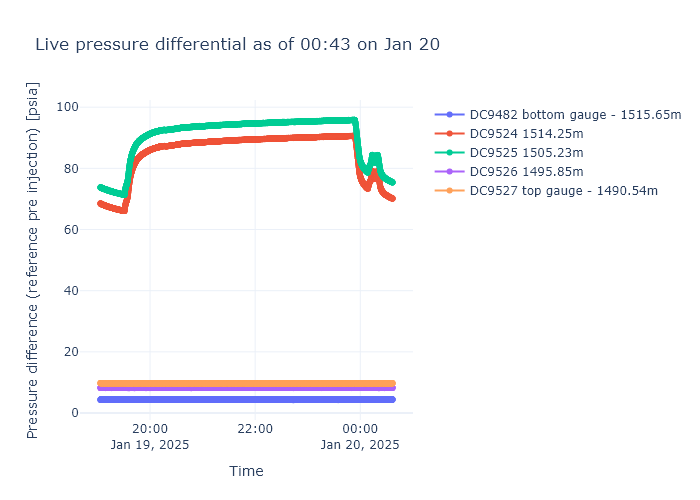 Live pressure differential as of 00:43 on Jan 20
Pressure difference (reference pre injection) [psia]
100
80
60
40
20
0
20:00
Jan 19, 2025
22:00
00:00
Jan 20, 2025
Time
DC9482 bottom gauge - 1515.65m
DC9524 1514.25m
DC9525 1505.23m
DC9526 1495.85m
DC9527 top gauge - 1490.54m